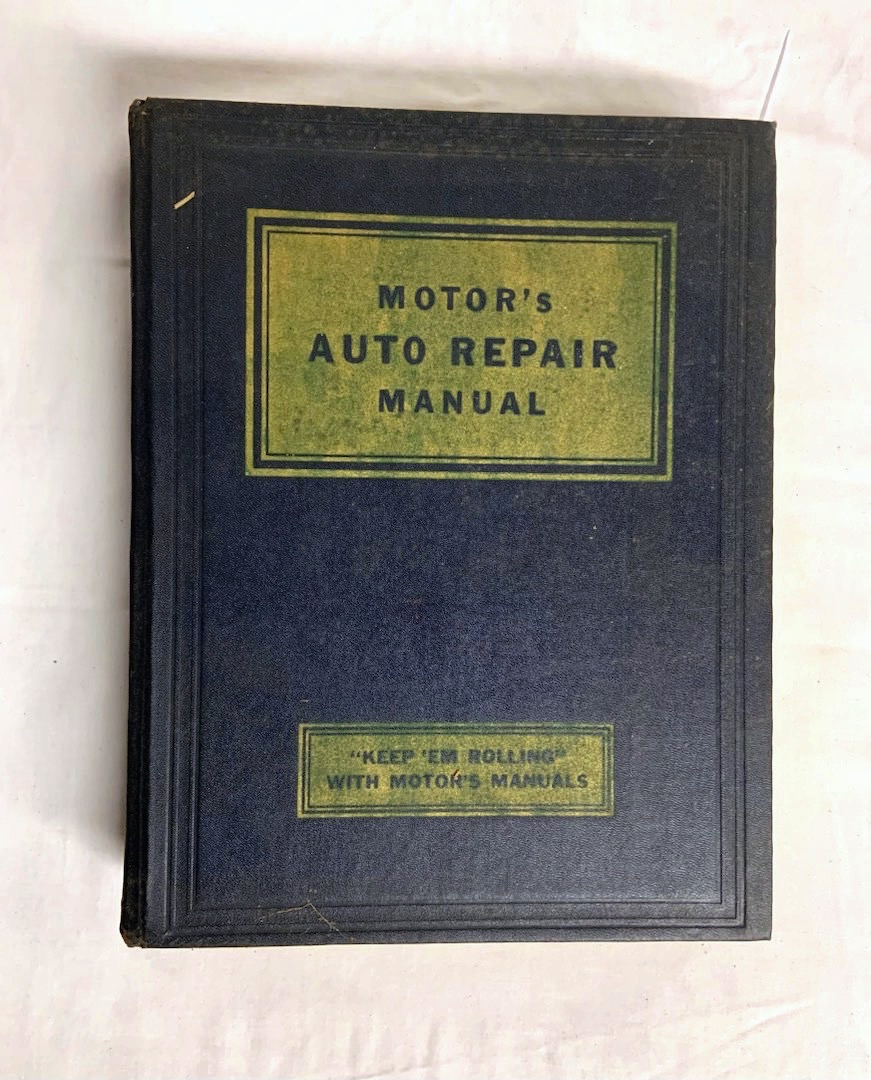 MOTOR's
AUTO REPAIR
MANUAL
"KEEP 'EM ROLLING"
WITH MOTOR'S MANUALS